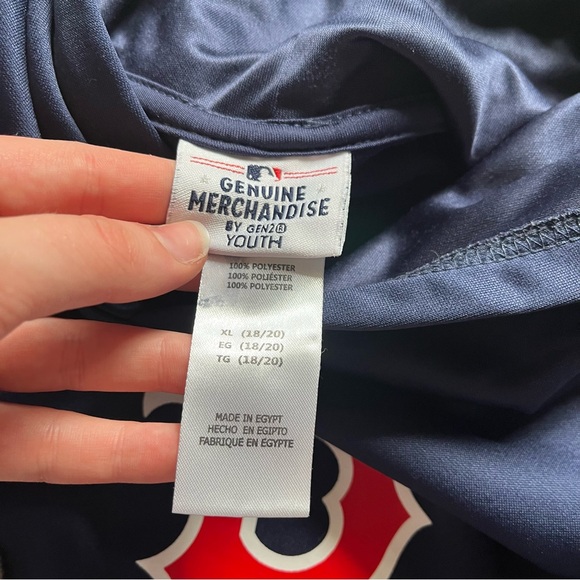 GENUINE
MERCHANDISE
BY GEN2®
YOUTH
100% POLYESTER
100% POLIÉSTER
100% POLYESTER
XL (18/20)
EG (18/20)
TG (18/20)
MADE IN EGYPT
HECHO EN EGIPTO
FABRIQUÉ EN EGYPTE
B